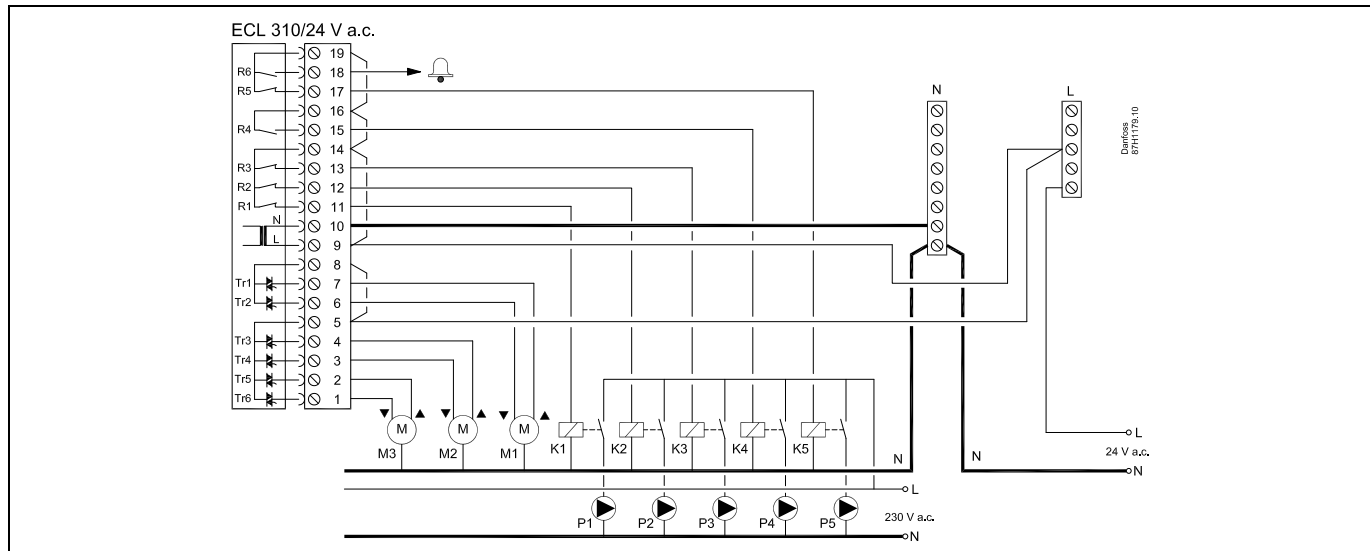 ECL 310/24 V a.c.
19
R6 18
R5 17
16
R4 15
14
R3 13
R2 12
R1 11
N 10
L 9
8
Tr1 7
Tr2 6
5
Tr3 4
Tr4 3
Tr5 2
Tr6 1
N
L
Danfoss
87H1179.10
M M M
M3 M2 M1 K1 K2 K3 K4 K5
N N
L
24 V a.c.
N
L
P1 P2 P3 P4 P5
230 V a.c.
N